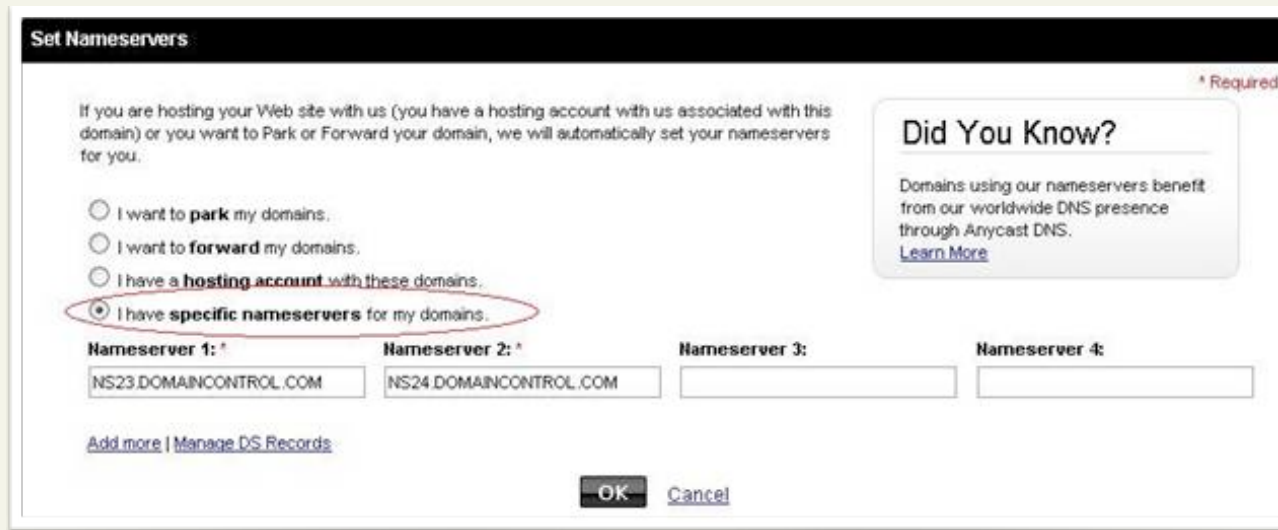 Set Nameservers
* Required
If you are hosting your Web site with us (you have a hosting account with us associated with this
domain) or you want to Park or Forward your domain, we will automatically set your nameservers
for you.
Did You Know?
Domains using our nameservers benefit
from our worldwide DNS presence
through Anycast DNS.
Learn More
I want to park my domains.
I want to forward my domains.
I have a hosting account with these domains.
I have specific nameservers for my domains.
Nameserver 1: * Nameserver 2: * Nameserver 3: Nameserver 4:
NS23.DOMAINCONTROL.COM NS24.DOMAINCONTROL.COM
Add more | Manage DS Records
OK Cancel